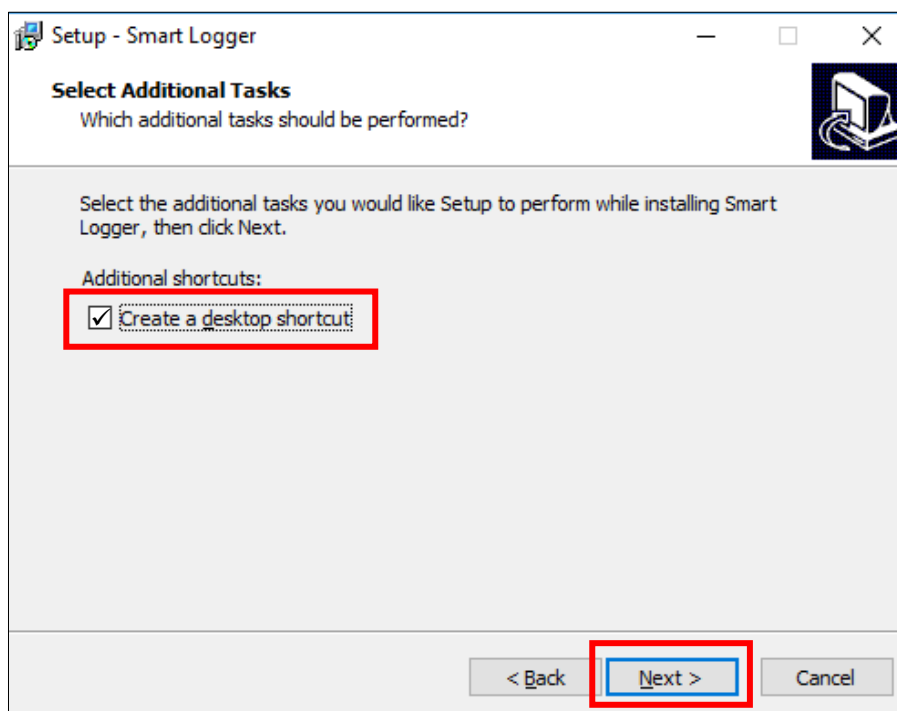 Setup - Smart Logger
Select Additional Tasks
Which additional tasks should be performed?
Select the additional tasks you would like Setup to perform while installing Smart
Logger, then click Next.
Additional shortcuts:
Create a desktop shortcut
< Back
Next >
Cancel